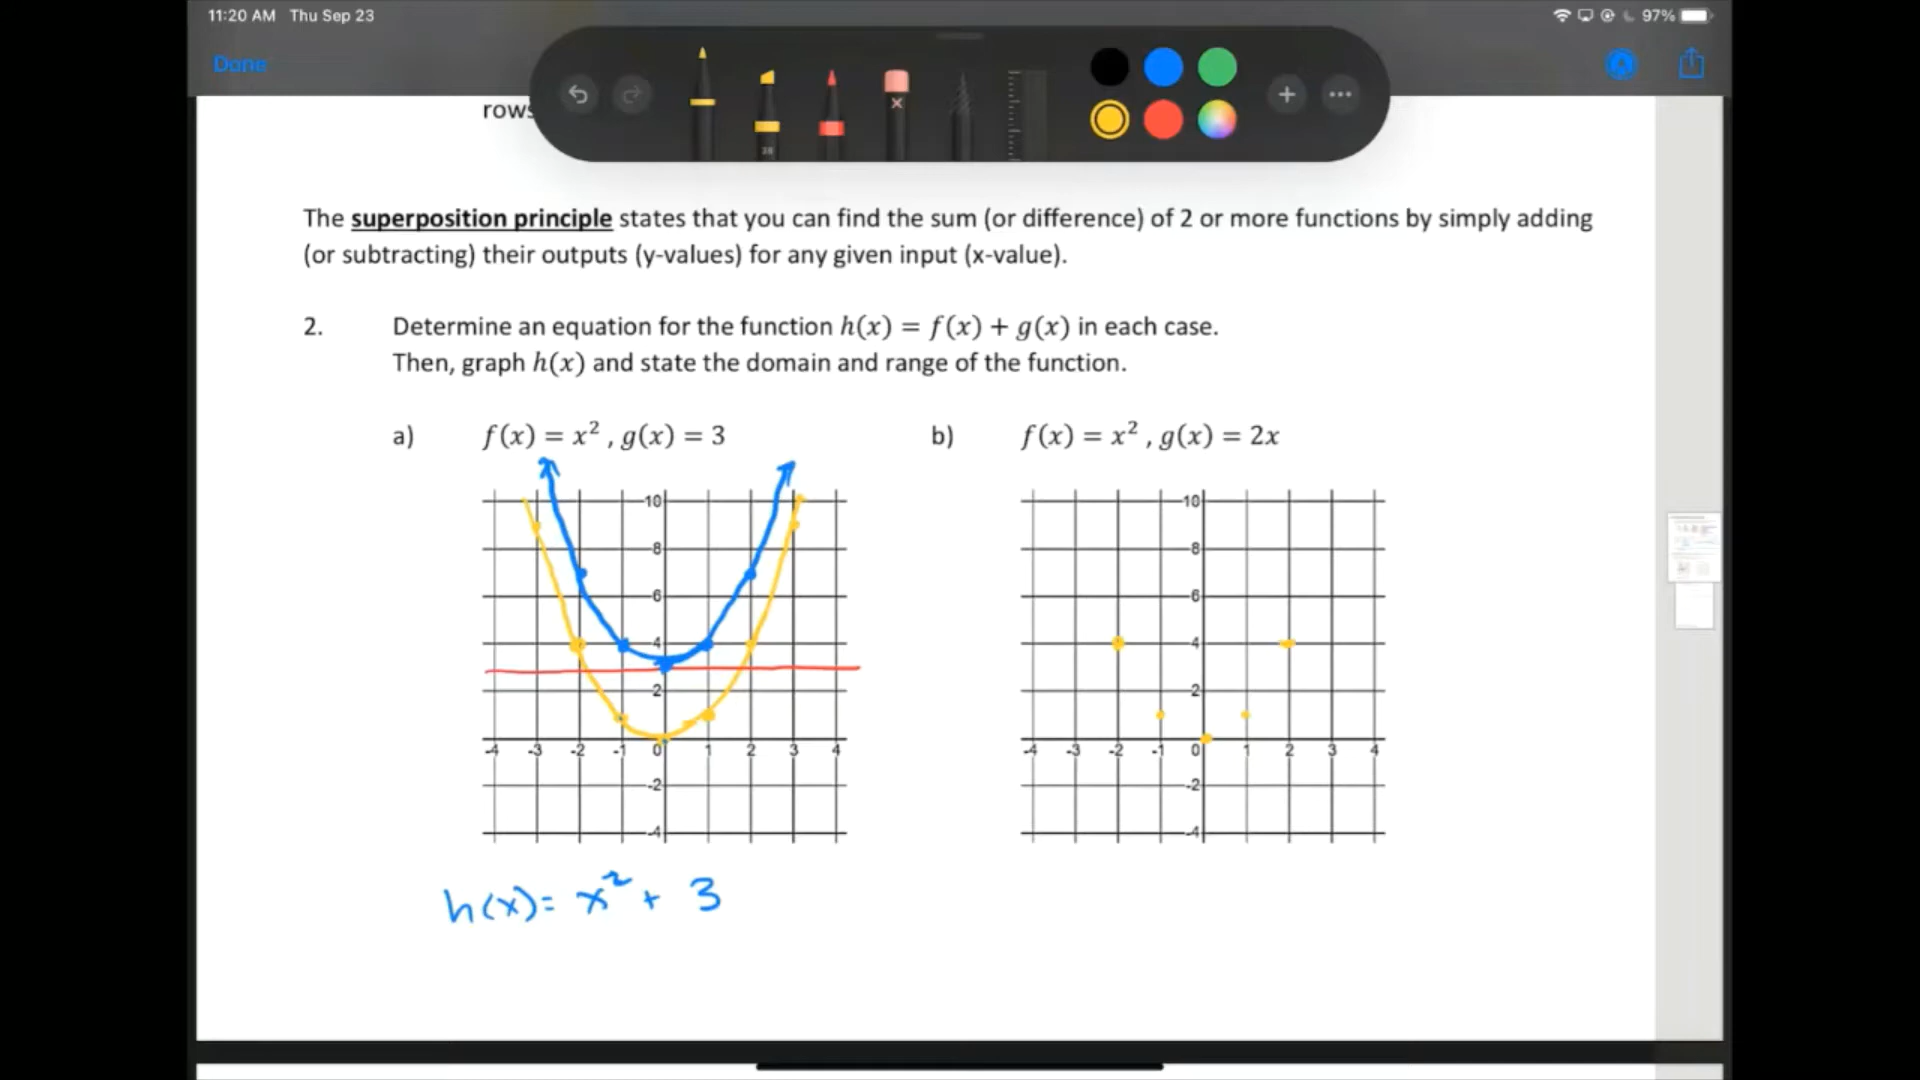 11:20 AM Thu Sep 23
97%
Done
rows
The superposition principle states that you can find the sum (or difference) of 2 or more functions by simply adding
(or subtracting) their outputs (y-values) for any given input (x-value).
2. Determine an equation for the function h(x) = f(x) + g(x) in each case.
Then, graph h(x) and state the domain and range of the function.
a) f(x) = x² , g(x) = 3
b) f(x) = x² , g(x) = 2x
10
8
6
4
2
-4 -3 -2 -1 0 1 2 3 4
-2
-4
10
8
6
4
2
-4 -3 -2 -1 0 1 2 3 4
-2
-4
h(x) = x² + 3